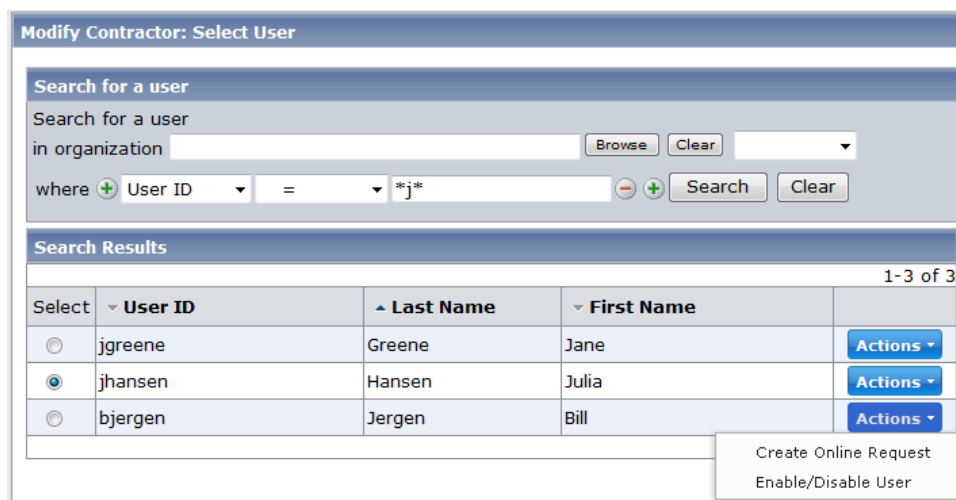 Modify Contractor: Select User
Search for a user
Search for a user
in organization Browse Clear
where User ID = *j* Search Clear
Search Results
1-3 of 3
Select User ID Last Name First Name
jgreene Greene Jane Actions
jhansen Hansen Julia Actions
bjergen Jergen Bill Actions
Create Online Request
Enable/Disable User